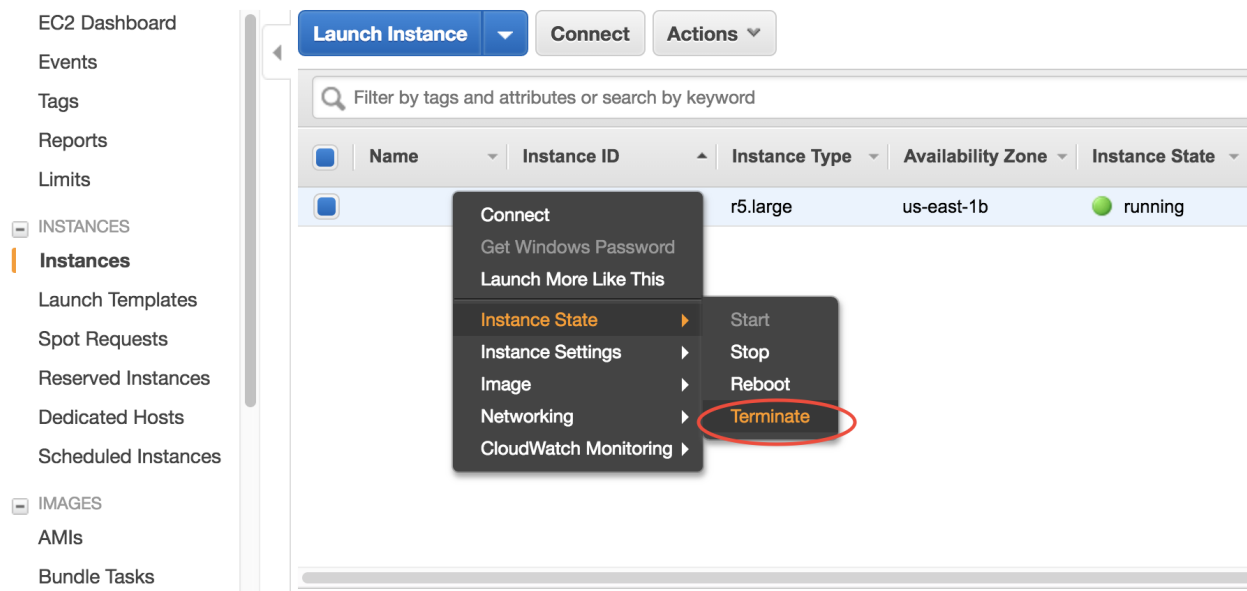 EC2 Dashboard
Events
Tags
Reports
Limits
INSTANCES
Instances
Launch Templates
Spot Requests
Reserved Instances
Dedicated Hosts
Scheduled Instances
IMAGES
AMIs
Bundle Tasks
Launch Instance
Connect
Actions
Filter by tags and attributes or search by keyword
Name Instance ID Instance Type Availability Zone Instance State
r5.large us-east-1b running
Connect
Get Windows Password
Launch More Like This
Instance State
Instance Settings
Image
Networking
CloudWatch Monitoring
Start
Stop
Reboot
Terminate